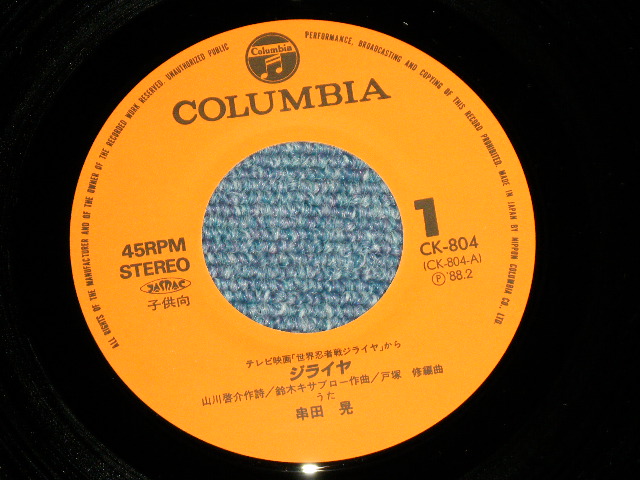 Columbia
COLUMBIA
ALL RIGHTS OF THE MANUFACTURER AND OF THE OWNER OF THE RECORDED WORK RESERVED. UNAUTHORIZED PUBLIC
PERFORMANCE, BROADCASTING AND COPYING OF THIS RECORD PROHIBITED. MADE IN JAPAN BY NIPPON COLUMBIA CO., LTD.
1
CK-804
(CK-804-A)
Ⓟ'88.2
45RPM
STEREO
JASRAC
子供向
テレビ映画「世界忍者戦ジライヤ」から
ジライヤ
山川啓介作詩/鈴木キサブロー作曲/戸塚 修編曲
うた
串田 晃